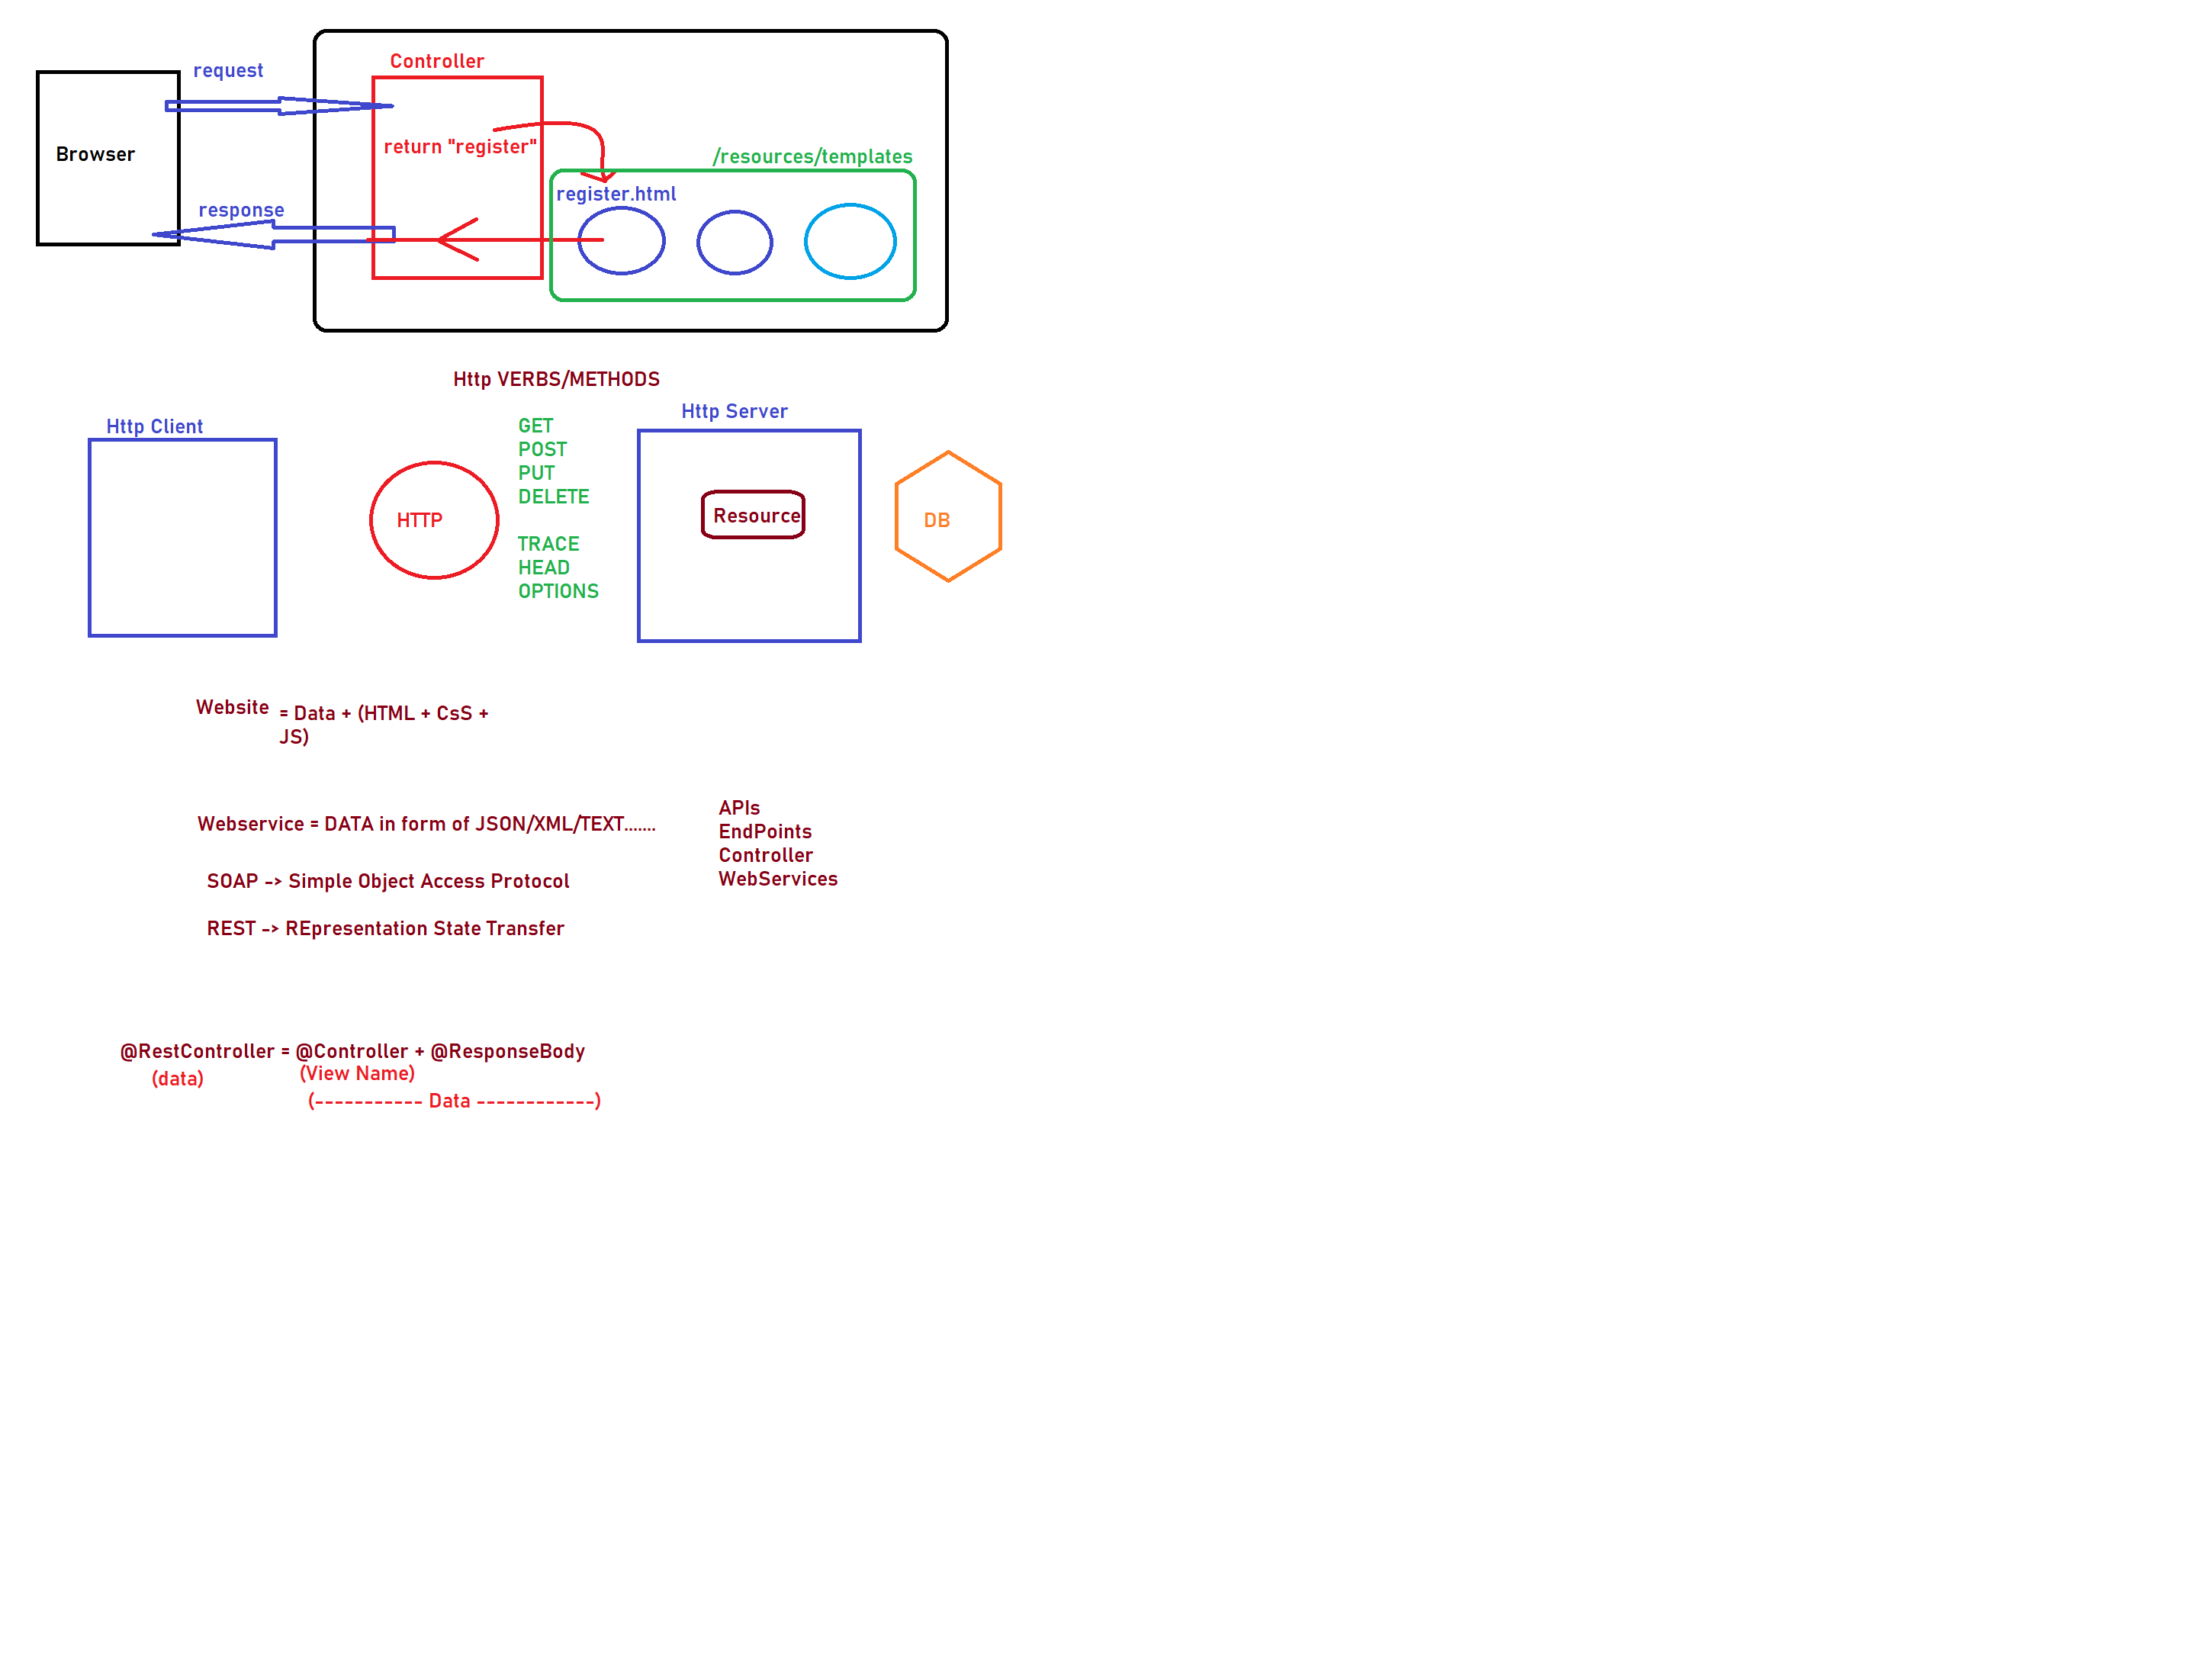 Controller
request
Browser
return "register"
/resources/templates
register.html
response
Http VERBS/METHODS
Http Client
Http Server
GET
POST
PUT
DELETE
TRACE
HEAD
OPTIONS
HTTP
Resource
DB
Website
= Data + (HTML + CsS +
JS)
Webservice = DATA in form of JSON/XML/TEXT.......
APIs
EndPoints
Controller
WebServices
SOAP -> Simple Object Access Protocol
REST -> REpresentation State Transfer
@RestController = @Controller + @ResponseBody
(data)
(View Name)
(----------- Data ------------)